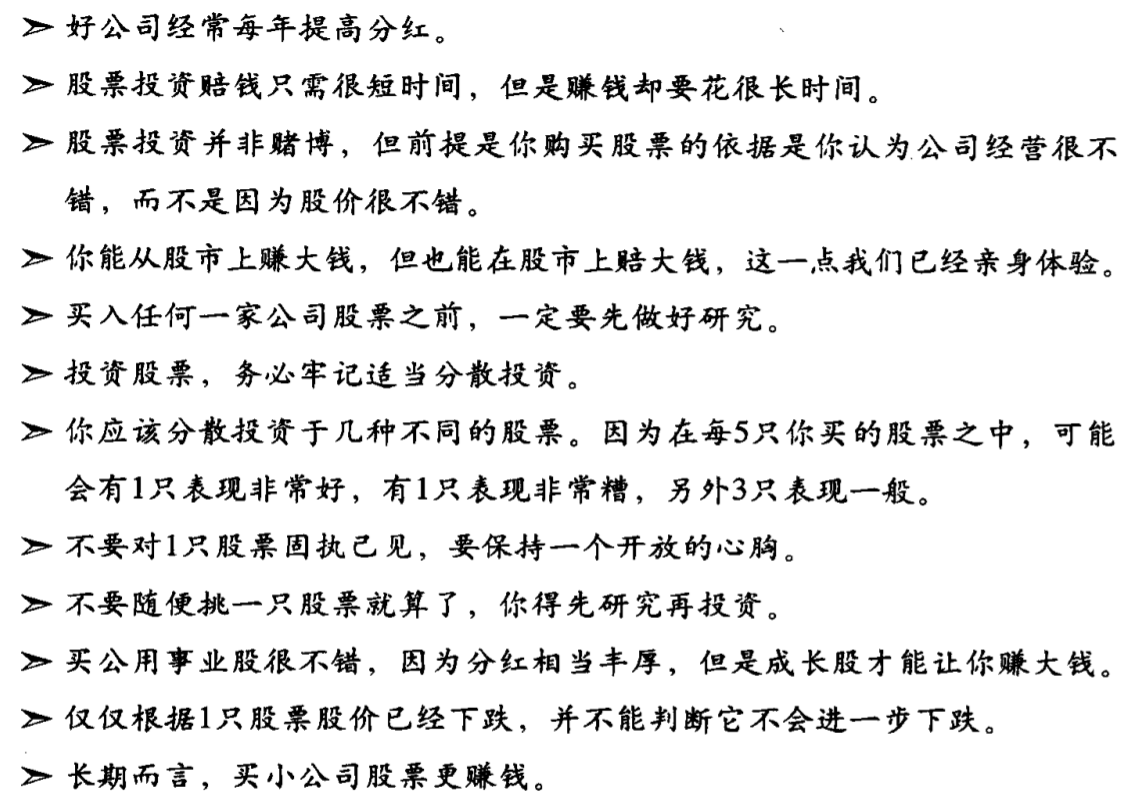 ➢ 好公司经常每年提高分红。
➢ 股票投资赔钱只需很短时间，但是赚钱却要花很长时间。
➢ 股票投资并非赌博，但前提是你购买股票的依据是你认为公司经营很不
错，而不是因为股价很不错。
➢ 你能从股市上赚大钱，但也能在股市上赔大钱，这一点我们已经亲身体验。
➢ 买入任何一家公司股票之前，一定要先做好研究。
➢ 投资股票，务必牢记适当分散投资。
➢ 你应该分散投资于几种不同的股票。因为在每5只你买的股票之中，可能
会有1只表现非常好，有1只表现非常糟，另外3只表现一般。
➢ 不要对1只股票固执己见，要保持一个开放的心胸。
➢ 不要随便挑一只股票就算了，你得先研究再投资。
➢ 买公用事业股很不错，因为分红相当丰厚，但是成长股才能让你赚大钱。
➢ 仅仅根据1只股票股价已经下跌，并不能判断它不会进一步下跌。
➢ 长期而言，买小公司股票更赚钱。